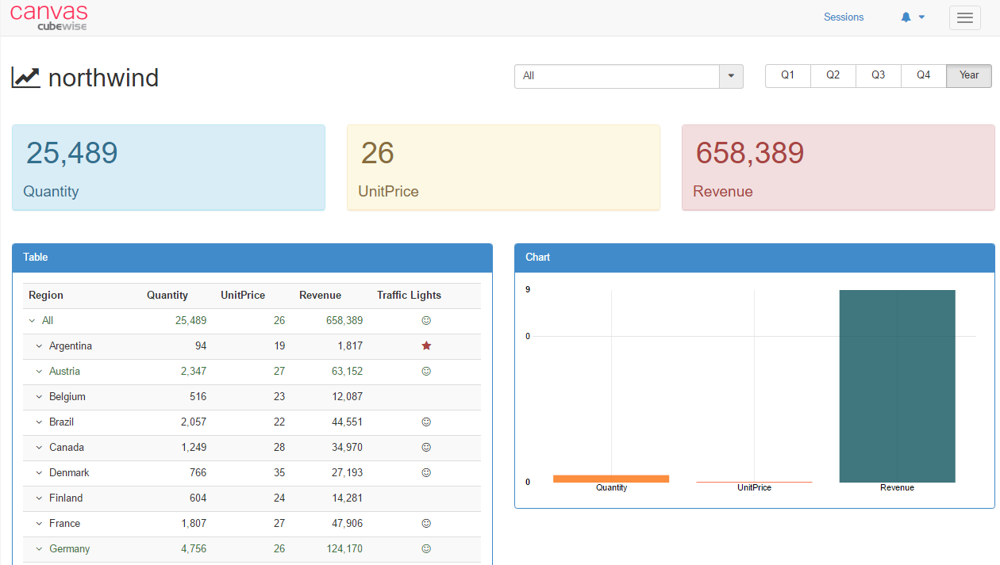 canvas
cubewise
Sessions
northwind
All
Q1 Q2 Q3 Q4 Year
25,489
Quantity
26
UnitPrice
658,389
Revenue
Table
Region Quantity UnitPrice Revenue Traffic Lights
All 25,489 26 658,389
Argentina 94 19 1,817
Austria 2,347 27 63,152
Belgium 516 23 12,087
Brazil 2,057 22 44,551
Canada 1,249 28 34,970
Denmark 766 35 27,193
Finland 604 24 14,281
France 1,807 27 47,906
Germany 4,756 26 124,170
Chart
9
0
0
Quantity UnitPrice Revenue